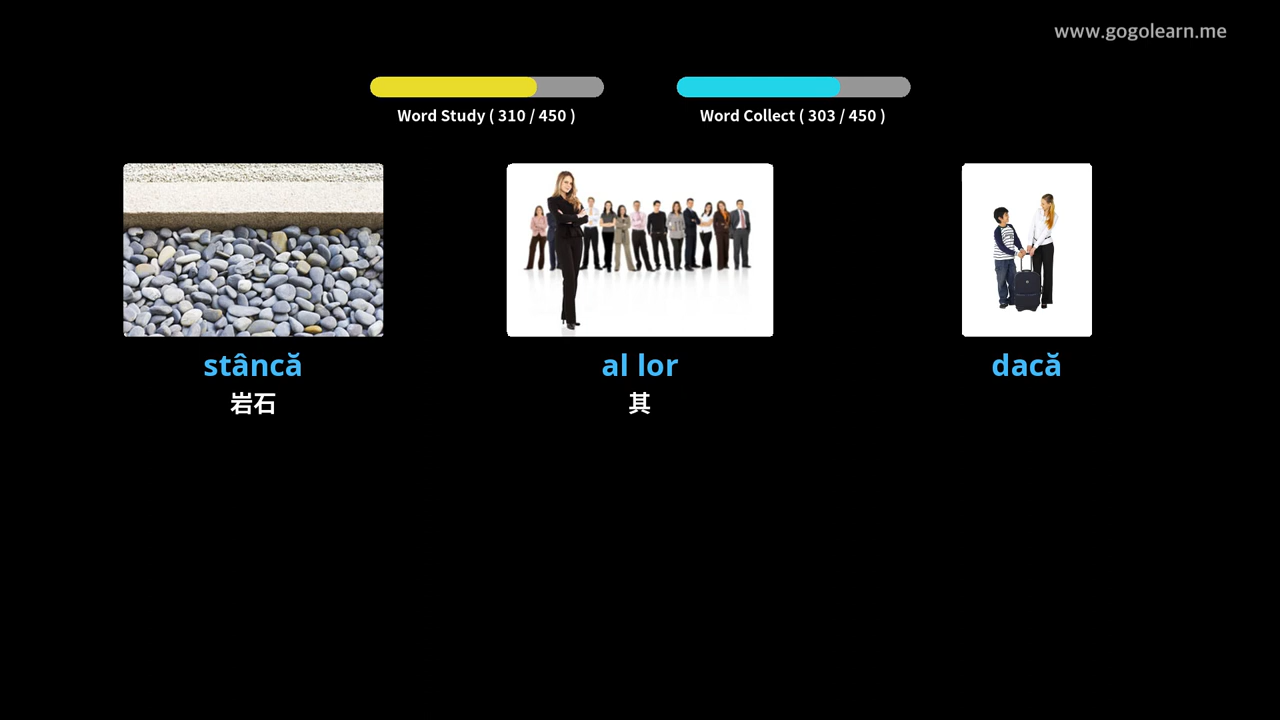 www.gogolearn.me
Word Study ( 310 / 450 )
Word Collect ( 303 / 450 )
stâncă
al lor
dacă
岩石
其